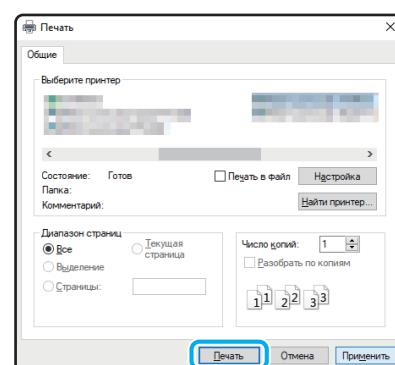 Печать
Общие
Выберите принтер
Состояние: Готов
Папка:
Комментарий:
Печать в файл
Настройка
Найти принтер...
Диапазон страниц
Все
Текущая страница
Выделение
Страницы:
Число копий: 1
Разобрать по копиям
1 1 2 2 3 3
Печать
Отмена
Применить